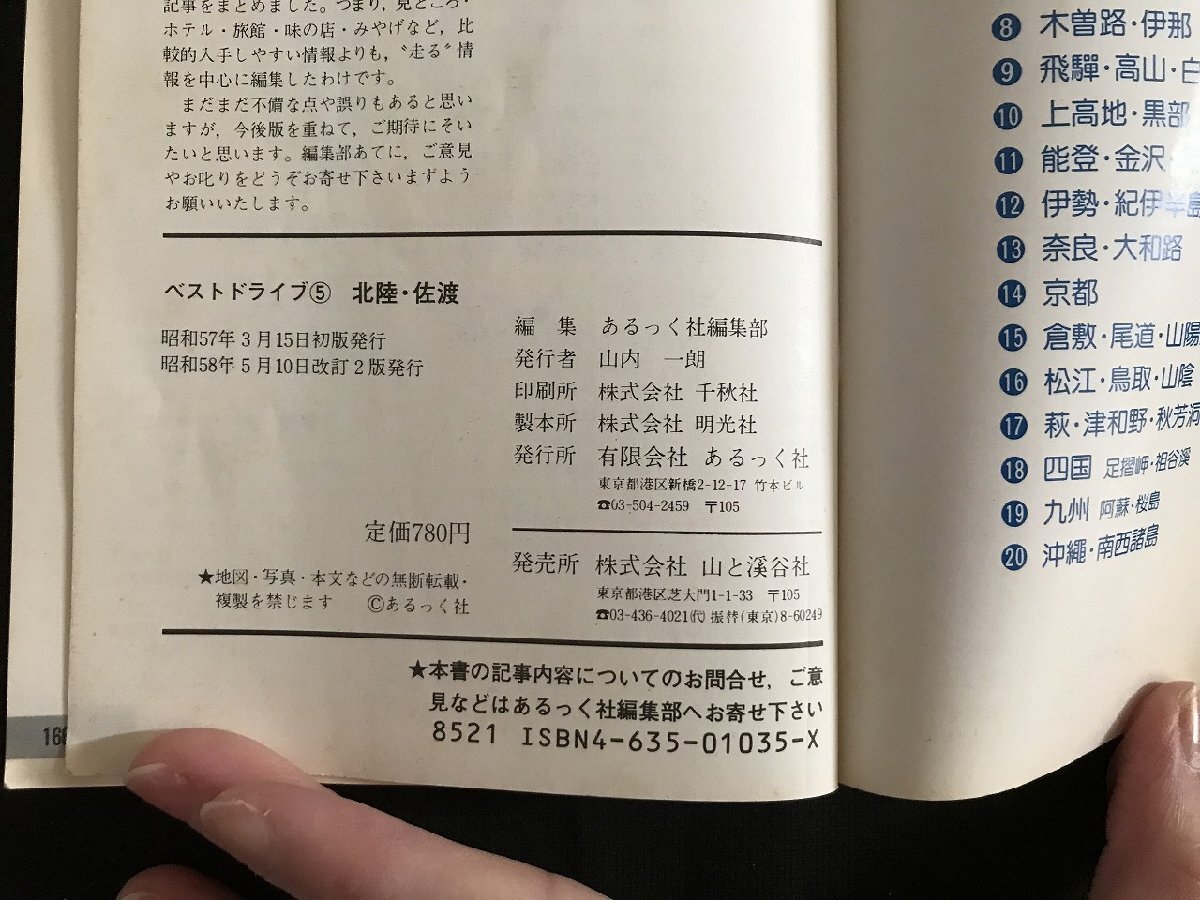 記事をまとめました。つまり，見どころ・
ホテル・旅館・味の店・みやげなど，比
較的入手しやすい情報よりも，“走る”情
報を中心に編集したわけです。
まだまだ不備な点や誤りもあると思い
ますが，今後版を重ねて，ご期待にそい
たいと思います。編集部あてに，ご意見
やお叱りをどうぞお寄せ下さいますよう
お願いいたします。
ベストドライブ⑤ 北陸・佐渡
昭和57年3月15日初版発行
昭和58年5月10日改訂2版発行
定価780円
★地図・写真・本文などの無断転載・
複製を禁じます ©あるっく社
編 集 あるっく社編集部
発行者 山内 一朗
印刷所 株式会社 千秋社
製本所 株式会社 明光社
発行所 有限会社 あるっく社
東京都港区新橋2-12-17 竹本ビル
☎03-504-2459 〒105
発売所 株式会社 山と溪谷社
東京都港区芝大門1-1-33 〒105
☎03-436-4021(代) 振替(東京)8-60249
★本書の記事内容についてのお問合せ，ご意
見などはあるっく社編集部へお寄せ下さい
8521 ISBN4-635-01035-X
❽ 木曽路・伊那
❾ 飛驒・高山・白
❿ 上高地・黒部
⓫ 能登・金沢
⓬ 伊勢・紀伊半島
⓭ 奈良・大和路
⓮ 京都
⓯ 倉敷・尾道・山陽
⓰ 松江・鳥取・山陰
⓱ 萩・津和野・秋芳洞
⓲ 四国 足摺岬・祖谷溪
⓳ 九州 阿蘇・桜島
⓴ 沖縄・南西諸島